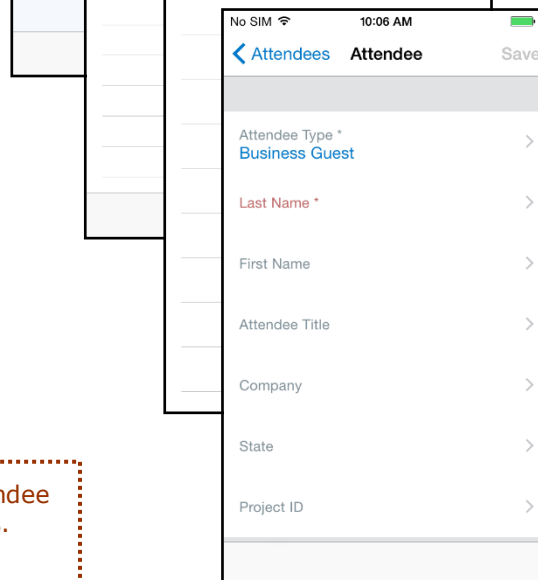 No SIM 10:06 AM
Attendees Attendee Save
Attendee Type *
Business Guest
Last Name *
First Name
Attendee Title
Company
State
Project ID